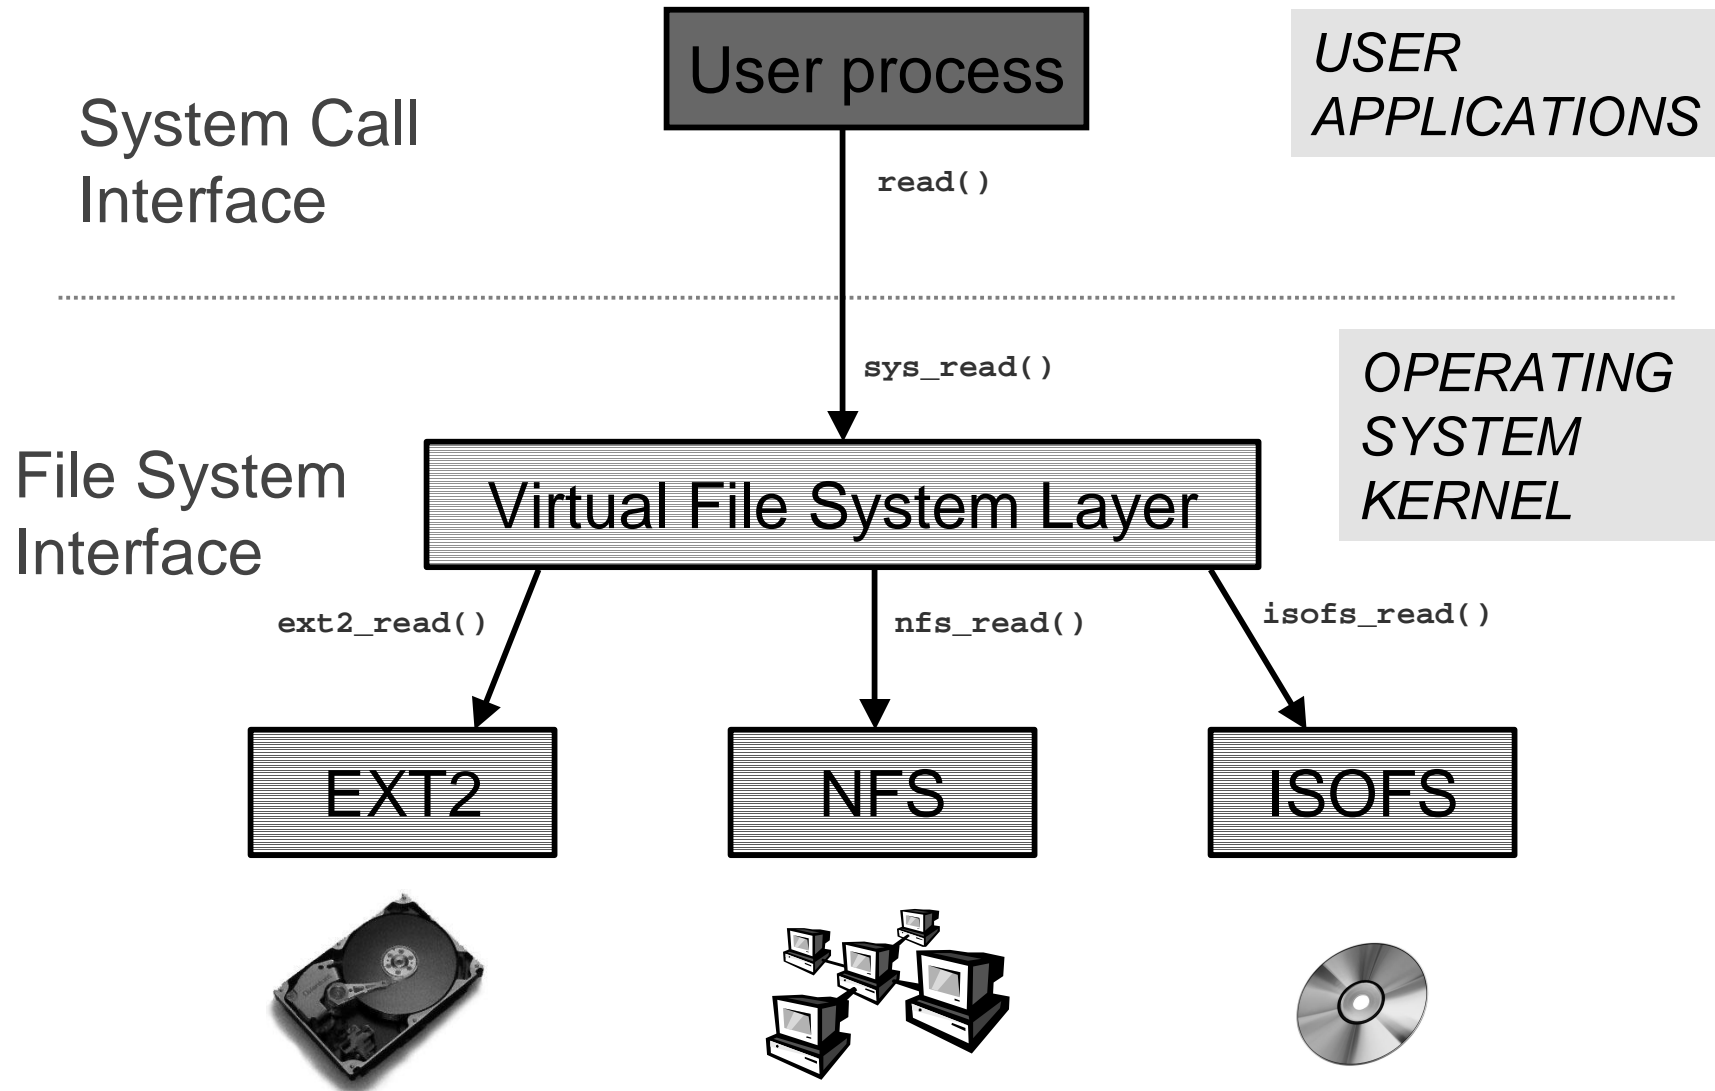 User process
USER
APPLICATIONS
System Call
Interface
read()
sys_read()
OPERATING
SYSTEM
KERNEL
File System
Interface
Virtual File System Layer
ext2_read()
nfs_read()
isofs_read()
EXT2
NFS
ISOFS